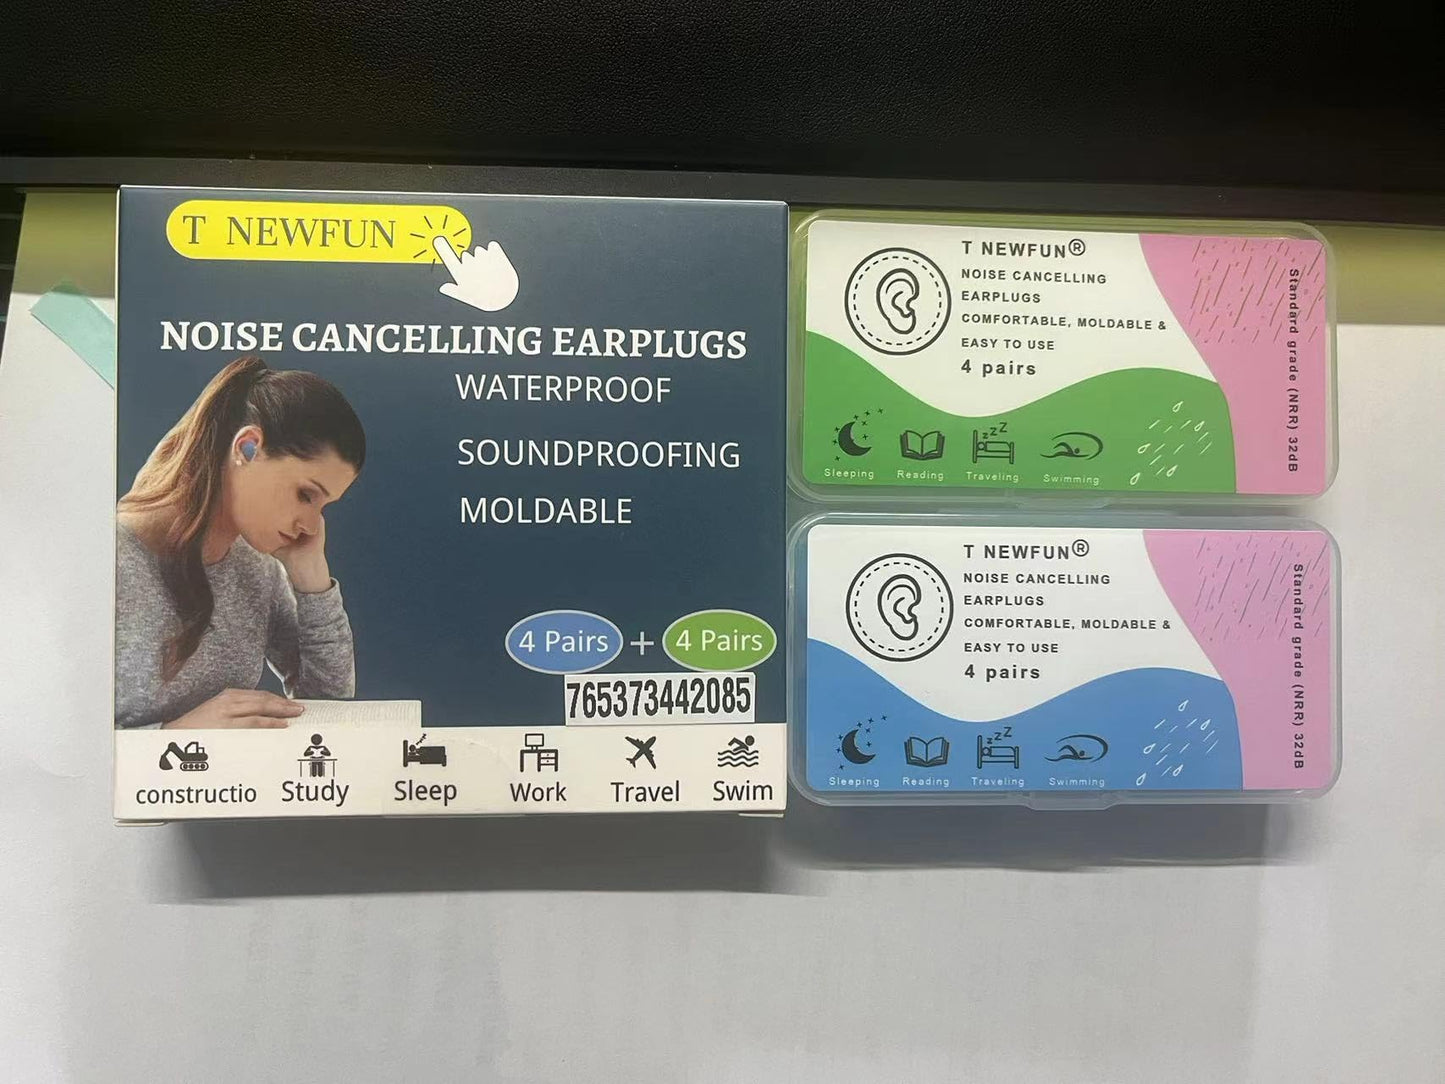 T NEWFUN
NOISE CANCELLING EARPLUGS
WATERPROOF
SOUNDPROOFING
MOLDABLE
4 Pairs + 4 Pairs
765373442085
constructio Study Sleep Work Travel Swim
T NEWFUN®
NOISE CANCELLING
EARPLUGS
COMFORTABLE, MOLDABLE &
EASY TO USE
4 pairs
Sleeping Reading Traveling Swimming
Standard grade (NRR) 32dB
T NEWFUN®
NOISE CANCELLING
EARPLUGS
COMFORTABLE, MOLDABLE &
EASY TO USE
4 pairs
Sleeping Reading Traveling Swimming
Standard grade (NRR) 32dB